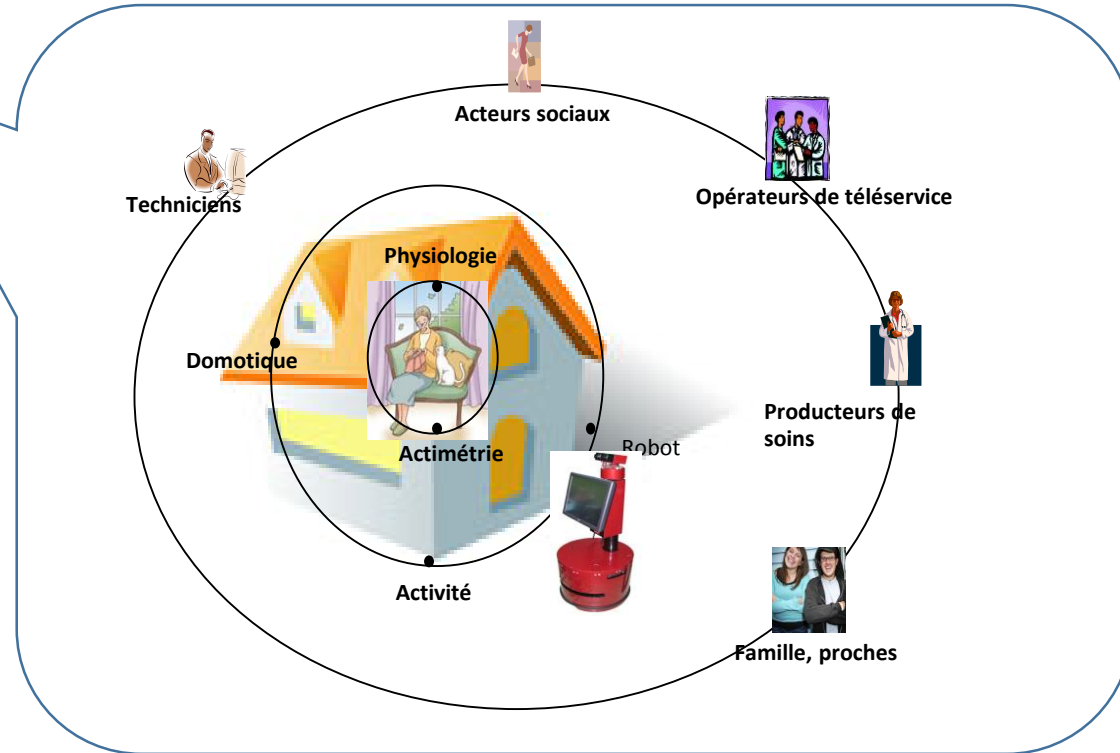 Acteurs sociaux
Techniciens
Opérateurs de téléservice
Physiologie
Domotique
Producteurs de
soins
Actimétrie
Robot
Activité
Famille, proches